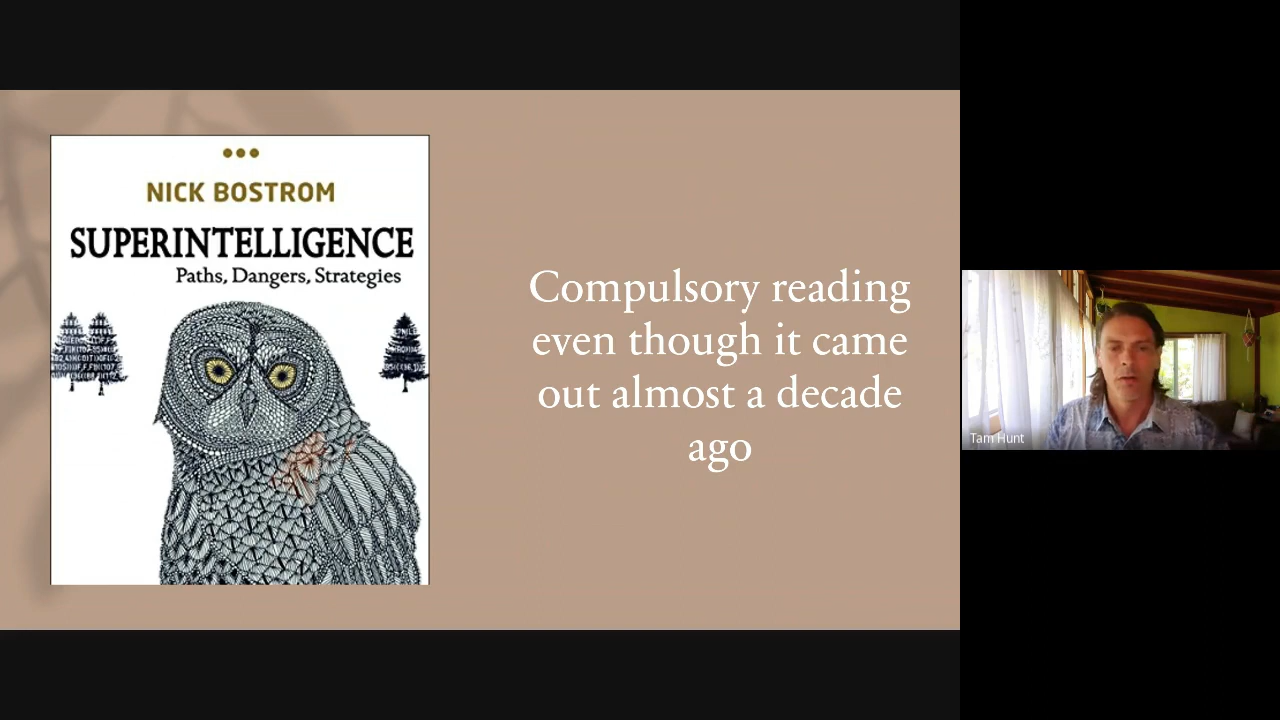 NICK BOSTROM
SUPERINTELLIGENCE
Paths, Dangers, Strategies
Compulsory reading
even though it came
out almost a decade
ago
Tam Hunt